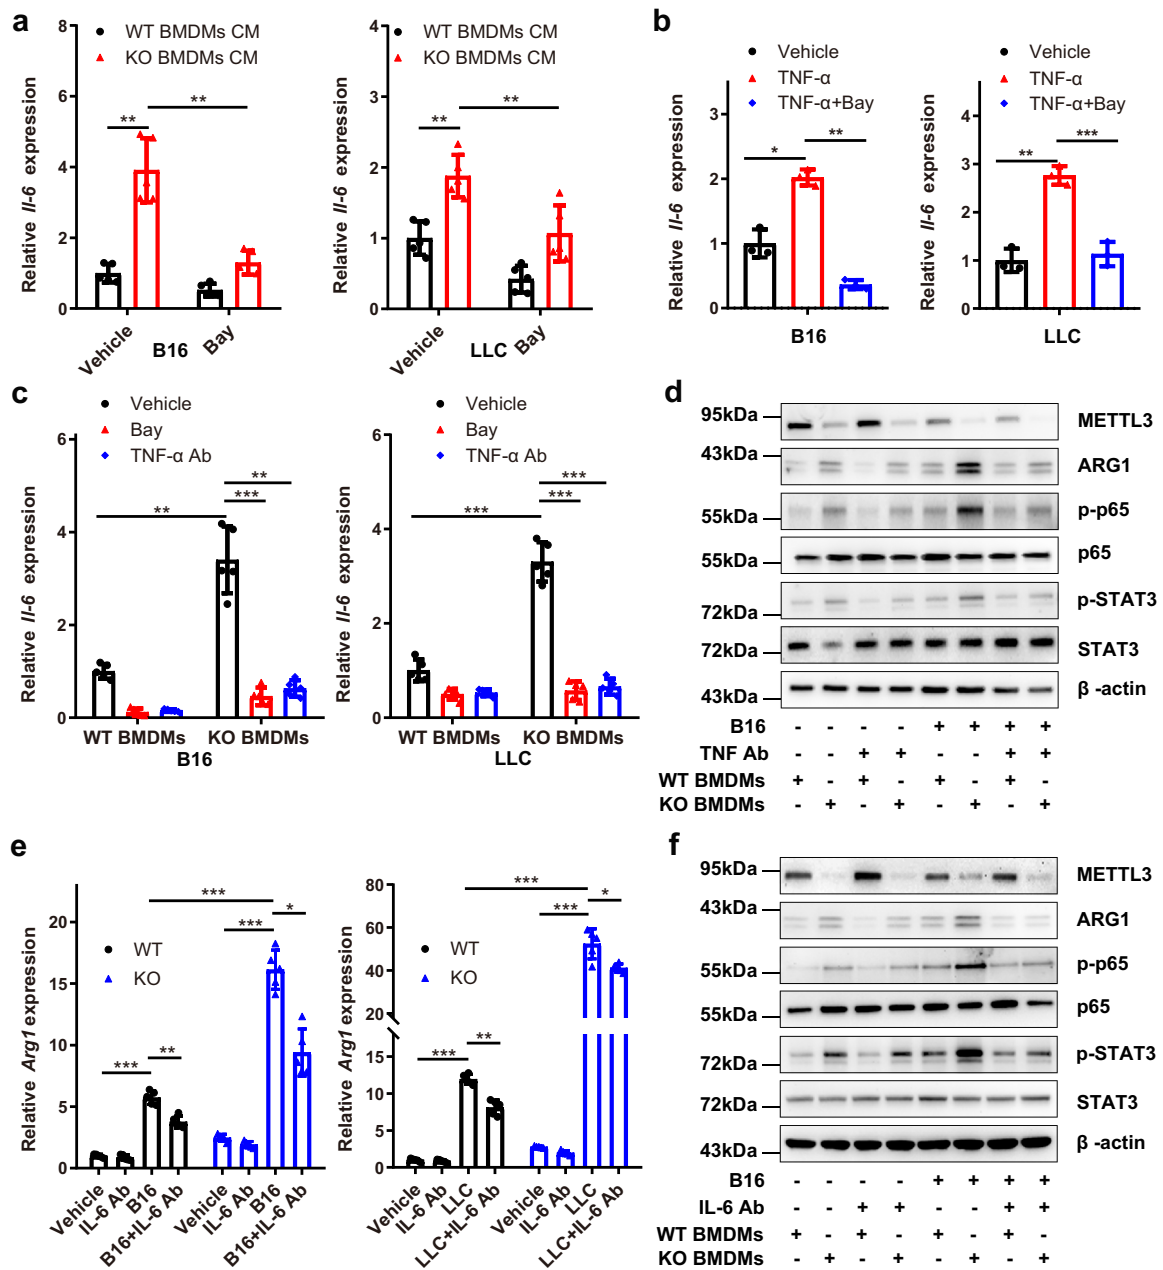 a
8
6
4
2
0
Relative Il-6 expression
WT BMDMs CM
KO BMDMs CM
**
**
Vehicle
Bay
B16
4
3
2
1
0
Relative Il-6 expression
WT BMDMs CM
KO BMDMs CM
**
**
Vehicle
Bay
LLC
b
3
2
1
0
Relative Il-6 expression
Vehicle
TNF-α
TNF-α+Bay
*
**
B16
4
3
2
1
0
Relative Il-6 expression
Vehicle
TNF-α
TNF-α+Bay
**
***
LLC
c
6
4
2
0
Relative Il-6 expression
Vehicle
Bay
TNF-α Ab
**
***
**
WT BMDMs KO BMDMs
B16
6
4
2
0
Relative Il-6 expression
Vehicle
Bay
TNF-α Ab
***
***
***
WT BMDMs KO BMDMs
LLC
d
95kDa METTL3
43kDa ARG1
55kDa p-p65
55kDa p65
72kDa p-STAT3
72kDa STAT3
43kDa β -actin
B16 - - - - + + + +
TNF Ab - - + + - - + +
WT BMDMs + - + - + - + -
KO BMDMs - + - + - + - +
e
20
15
10
5
0
Relative Arg1 expression
WT
KO
***
***
*
***
**
Vehicle
IL-6 Ab
B16
B16+IL-6 Ab
Vehicle
IL-6 Ab
B16
B16+IL-6 Ab
80
60
40
20
15
10
5
0
Relative Arg1 expression
WT
KO
***
***
*
***
**
Vehicle
IL-6 Ab
LLC
LLC+IL-6 Ab
Vehicle
IL-6 Ab
LLC
LLC+IL-6 Ab
f
95kDa METTL3
43kDa ARG1
55kDa p-p65
55kDa p65
72kDa p-STAT3
72kDa STAT3
43kDa β -actin
B16 - - - - + + + +
IL-6 Ab - - + + - - + +
WT BMDMs + - + - + - + -
KO BMDMs - + - + - + - +